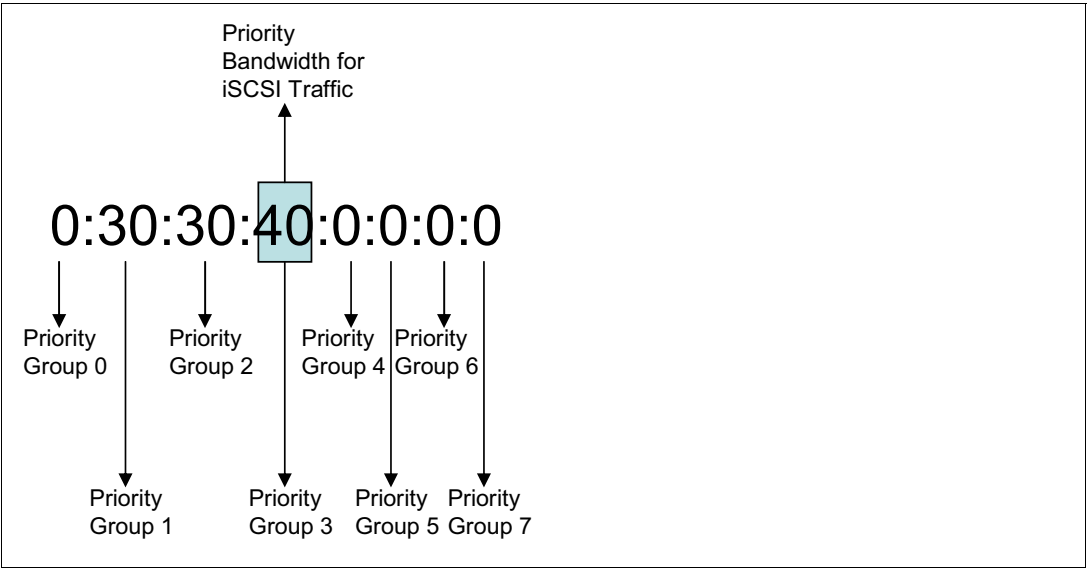 Priority
Bandwidth for
iSCSI Traffic
0:30:30:40:0:0:0:0
Priority
Group 0
Priority
Group 2
Priority
Group 4
Priority
Group 6
Priority
Group 1
Priority
Group 3
Priority
Group 5
Priority
Group 7